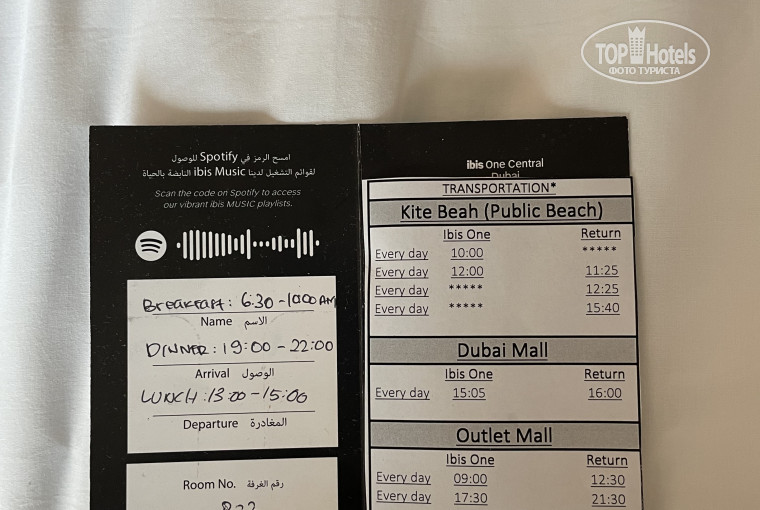 TOP Hotels
ФОТО ТУРИСТА
امسح الرمز في Spotify للوصول
لقوائم التشغيل لدينا ibis Music النابضة بالحياة
Scan the code on Spotify to access
our vibrant ibis MUSIC playlists.
BREAKFAST: 6:30 - 10:00 AM
Name الاسم
DINNER: 19:00 - 22:00
Arrival الوصول
LUNCH: 13:00 - 15:00
Departure المغادرة
Room No. رقم الغرفة
ibis One Central
Dubai
TRANSPORTATION*
Kite Beah (Public Beach)
Ibis One Return
Every day 10:00 *****
Every day 12:00 11:25
Every day ***** 12:25
Every day ***** 15:40
Dubai Mall
Ibis One Return
Every day 15:05 16:00
Outlet Mall
Ibis One Return
Every day 09:00 12:30
Every day 17:30 21:30